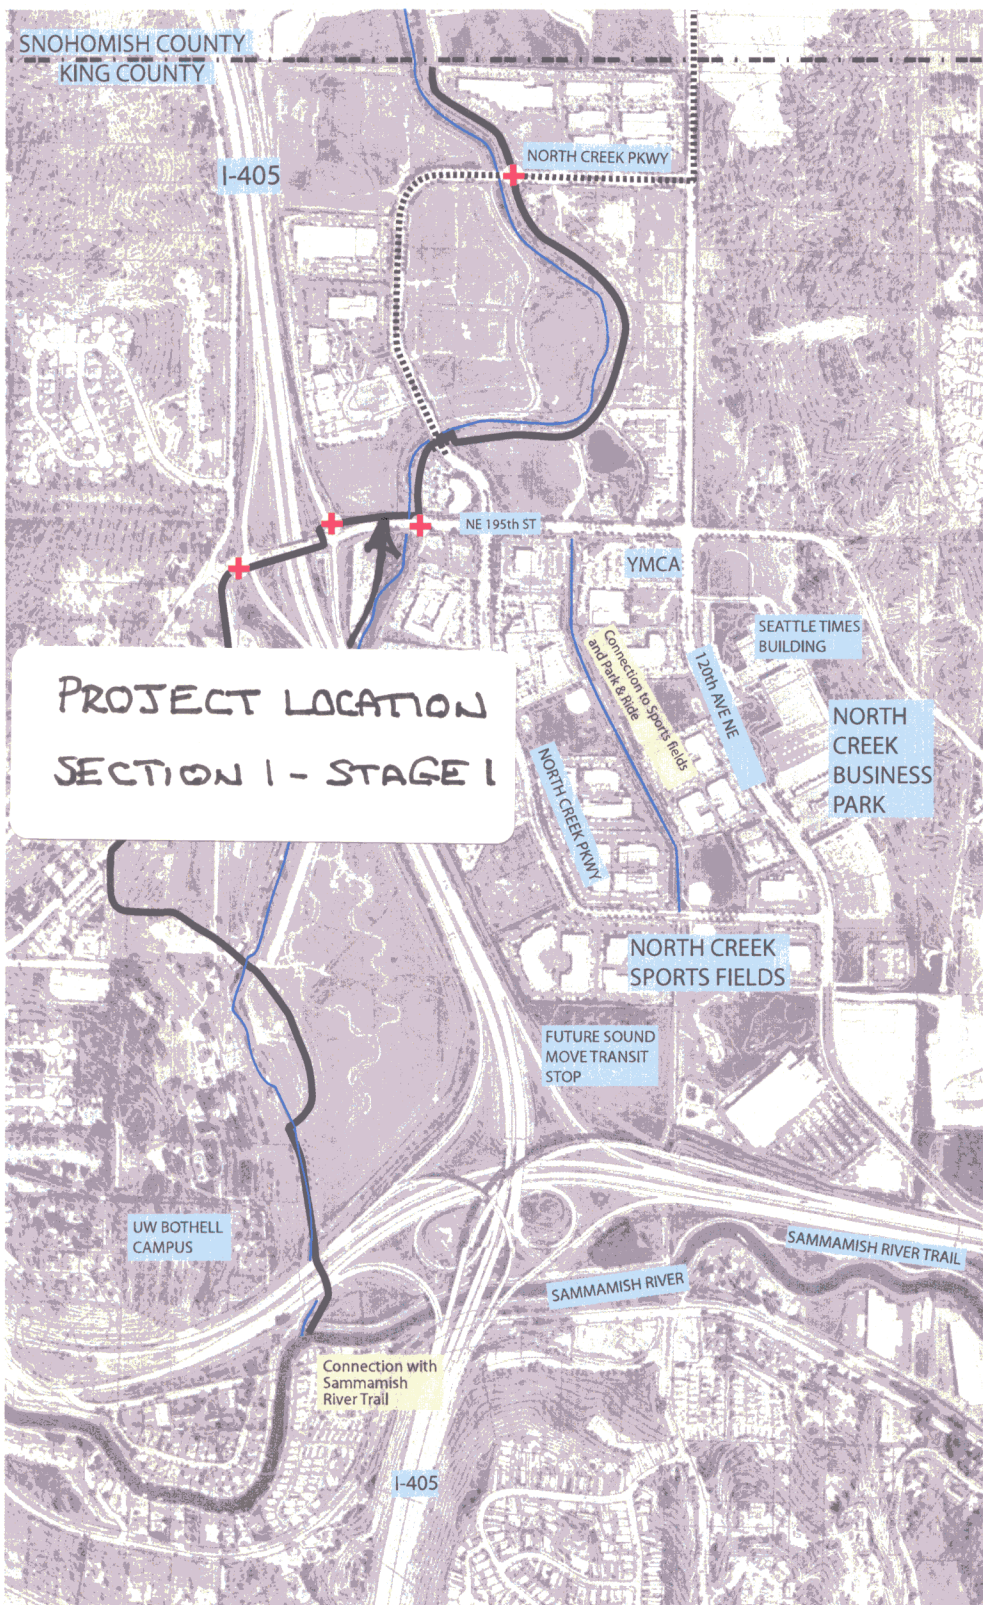 SNOHOMISH COUNTY
KING COUNTY
NORTH CREEK PKWY
I-405
NE 195th ST
YMCA
SEATTLE TIMES
BUILDING
Connection to Sports fields
and Park & Ride
120th AVE NE
PROJECT LOCATION
SECTION 1 - STAGE 1
NORTH
CREEK
BUSINESS
PARK
NORTH CREEK PKWY
NORTH CREEK
SPORTS FIELDS
FUTURE SOUND
MOVE TRANSIT
STOP
UW BOTHELL
CAMPUS
SAMMAMISH RIVER TRAIL
SAMMAMISH RIVER
Connection with
Sammamish
River Trail
I-405